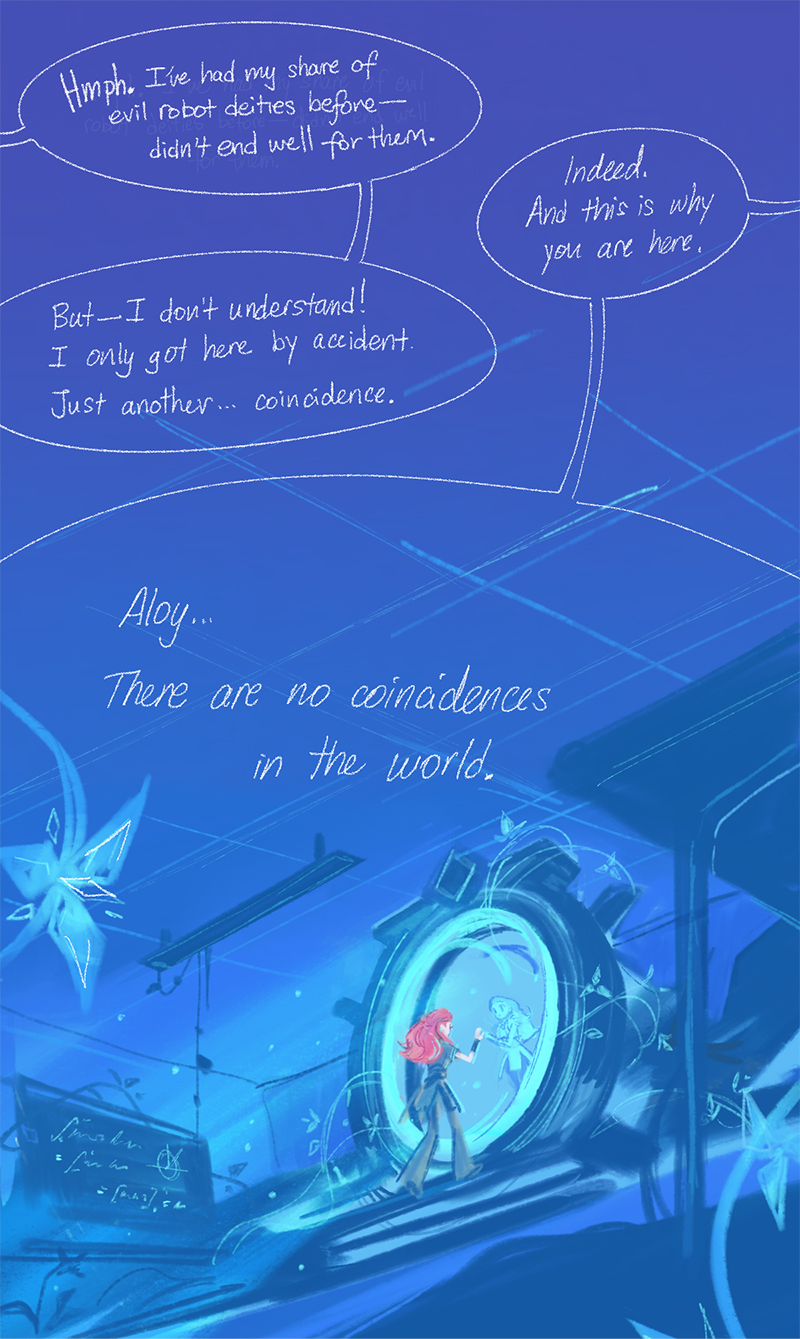 Hmph. I've had my share of
evil robot deities before—
didn't end well for them.
Indeed.
And this is why
you are here.
But—I don't understand!
I only got here by accident.
Just another... coincidence.
Aloy...
There are no coincidences
in the world.